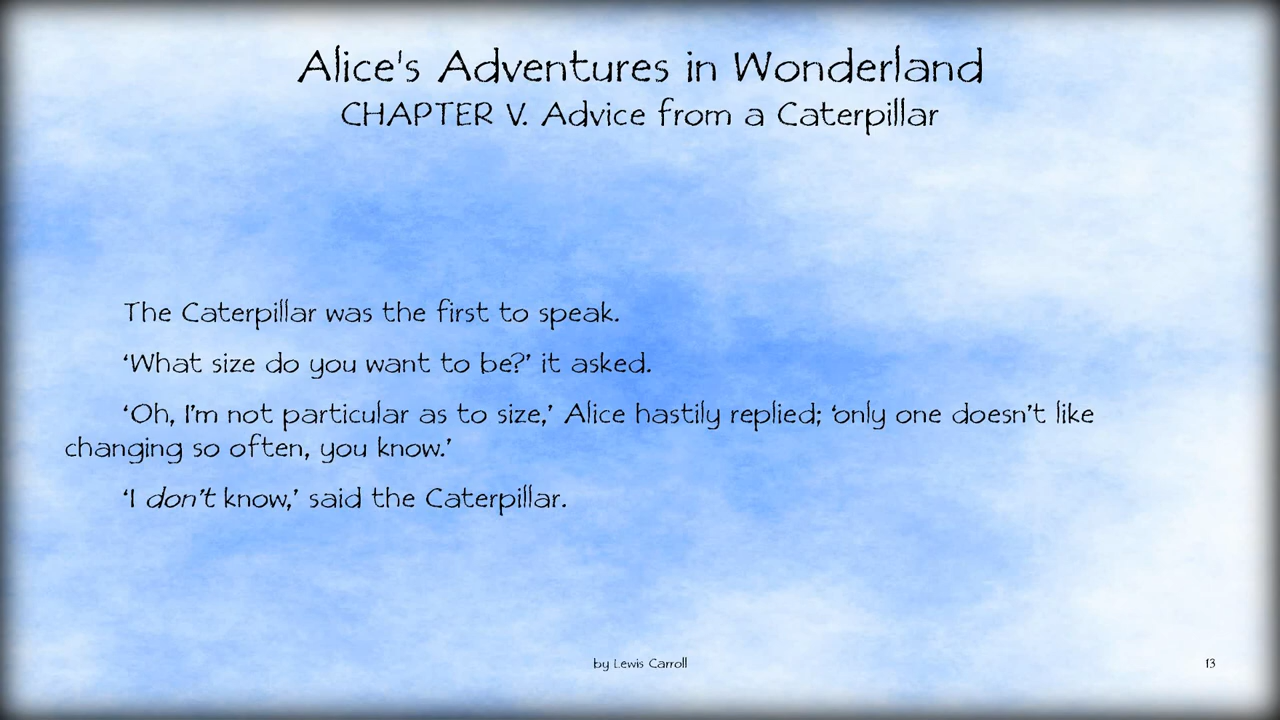 Alice's Adventures in Wonderland
CHAPTER V. Advice from a Caterpillar
The Caterpillar was the first to speak.
‘What size do you want to be?’ it asked.
‘Oh, I’m not particular as to size,’ Alice hastily replied; ‘only one doesn’t like
changing so often, you know.’
‘I don’t know,’ said the Caterpillar.
by Lewis Carroll
13